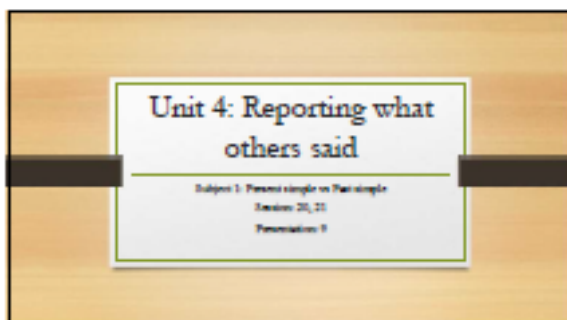 Unit 4: Reporting what
others said
Subject 1: Present simple vs Past simple
Session: 20, 21
Presentation: 9